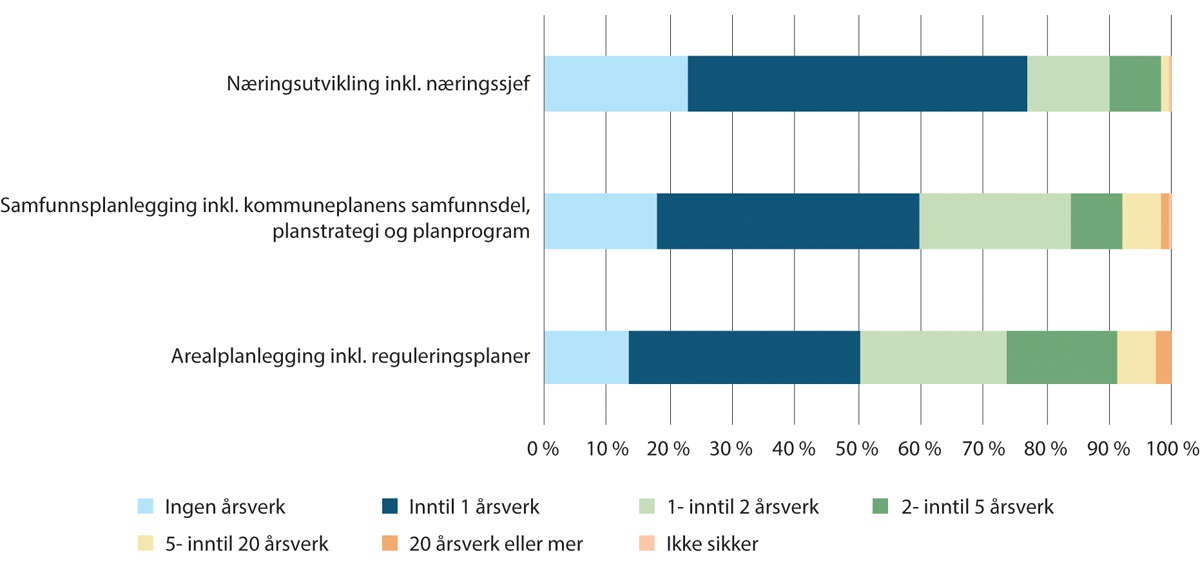 Næringsutvikling inkl. næringssjef
Samfunnsplanlegging inkl. kommuneplanens samfunnsdel,
planstrategi og planprogram
Arealplanlegging inkl. reguleringsplaner
0 % 10 % 20 % 30 % 40 % 50 % 60 % 70 % 80 % 90 % 100 %
Ingen årsverk Inntil 1 årsverk 1- inntil 2 årsverk 2- inntil 5 årsverk
5- inntil 20 årsverk 20 årsverk eller mer Ikke sikker